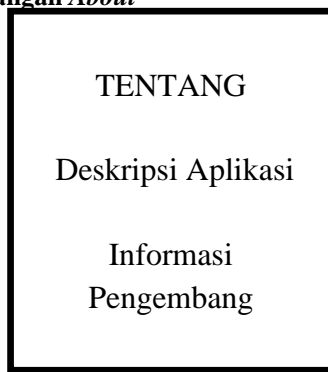 About
TENTANG
Deskripsi Aplikasi
Informasi
Pengembang